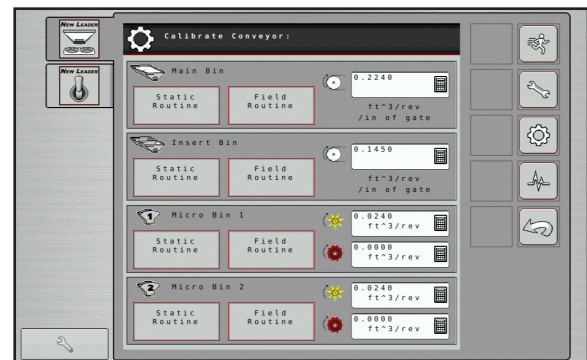 NEW LEADER
NEW LEADER
Calibrate Conveyor:
Main Bin
Static Routine
Field Routine
0.2240
ft^3/rev
/in of gate
Insert Bin
Static Routine
Field Routine
0.1450
ft^3/rev
/in of gate
1
Micro Bin 1
Static Routine
Field Routine
0.0240
ft^3/rev
0.0000
ft^3/rev
2
Micro Bin 2
Static Routine
Field Routine
0.0240
ft^3/rev
0.0000
ft^3/rev